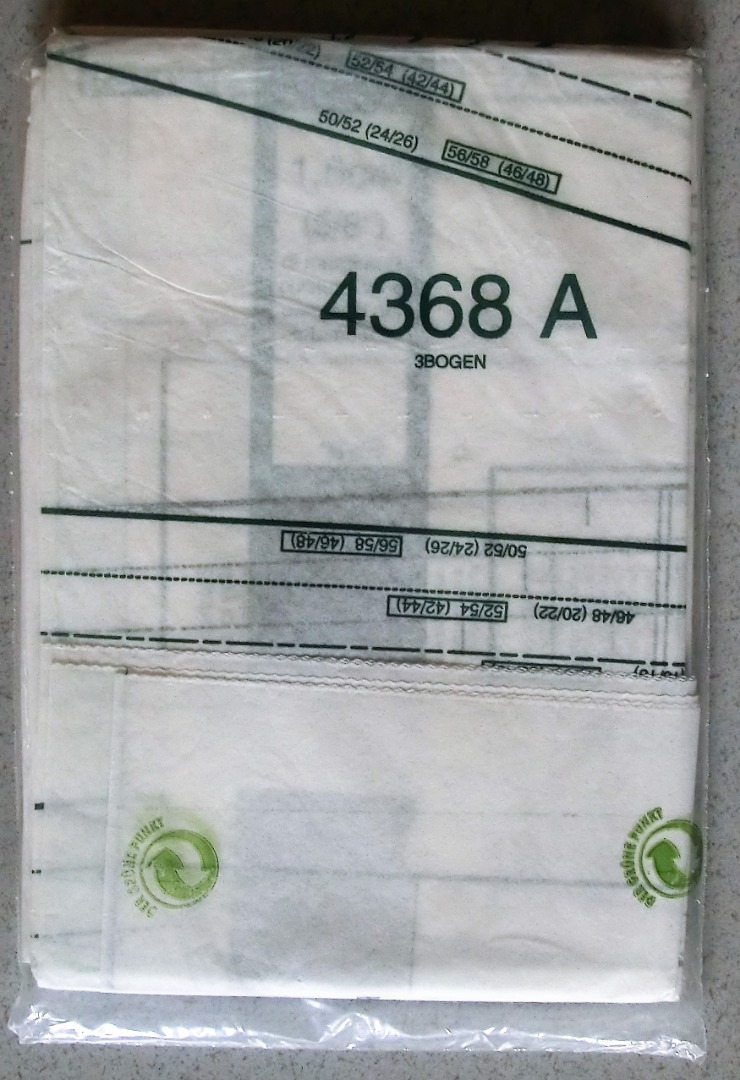 52/54 (42/44)
50/52 (24/26)
56/58 (46/48)
4368 A
3BOGEN
50/52 (24/26)
56/58 (46/48)
46/48 (20/22)
52/54 (42/44)
DER GRÜNE PUNKT
DER GRÜNE PUNKT